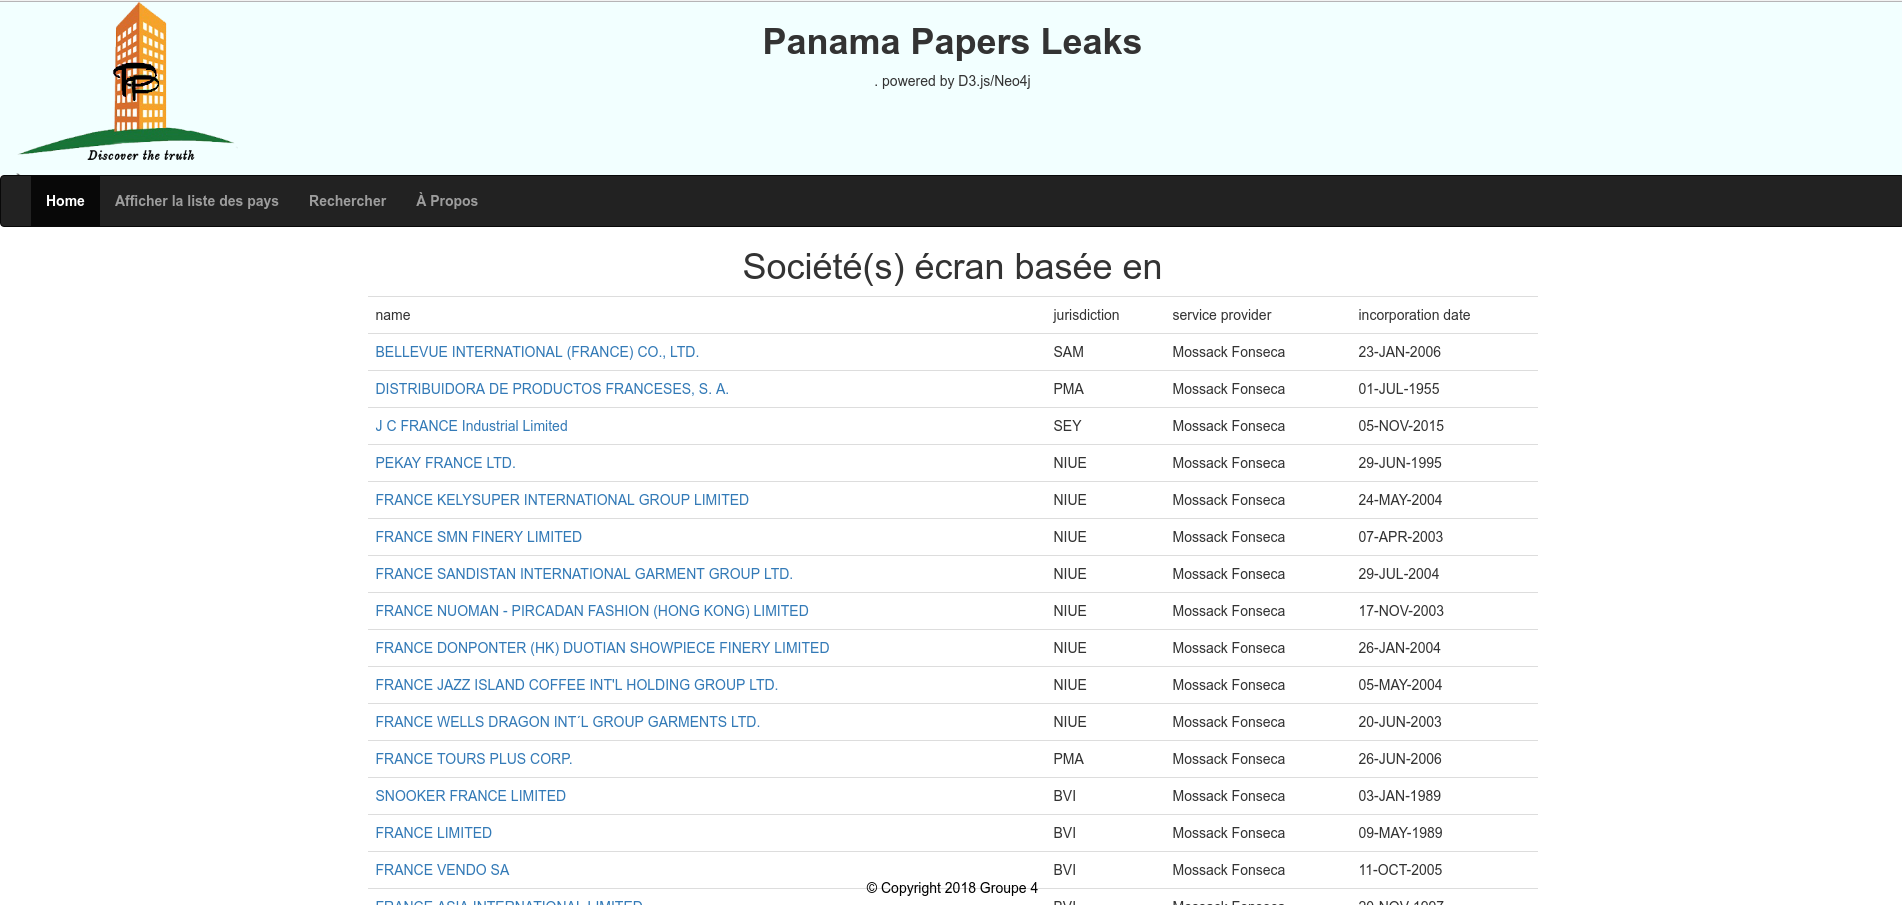 Panama Papers Leaks
. powered by D3.js/Neo4j
PP
Discover the truth
Home Afficher la liste des pays Rechercher À Propos
Société(s) écran basée en
name jurisdiction service provider incorporation date
BELLEVUE INTERNATIONAL (FRANCE) CO., LTD. SAM Mossack Fonseca 23-JAN-2006
DISTRIBUIDORA DE PRODUCTOS FRANCESES, S. A. PMA Mossack Fonseca 01-JUL-1955
J C FRANCE Industrial Limited SEY Mossack Fonseca 05-NOV-2015
PEKAY FRANCE LTD. NIUE Mossack Fonseca 29-JUN-1995
FRANCE KELYSUPER INTERNATIONAL GROUP LIMITED NIUE Mossack Fonseca 24-MAY-2004
FRANCE SMN FINERY LIMITED NIUE Mossack Fonseca 07-APR-2003
FRANCE SANDISTAN INTERNATIONAL GARMENT GROUP LTD. NIUE Mossack Fonseca 29-JUL-2004
FRANCE NUOMAN - PIRCADAN FASHION (HONG KONG) LIMITED NIUE Mossack Fonseca 17-NOV-2003
FRANCE DONPONTER (HK) DUOTIAN SHOWPIECE FINERY LIMITED NIUE Mossack Fonseca 26-JAN-2004
FRANCE JAZZ ISLAND COFFEE INT'L HOLDING GROUP LTD. NIUE Mossack Fonseca 05-MAY-2004
FRANCE WELLS DRAGON INT´L GROUP GARMENTS LTD. NIUE Mossack Fonseca 20-JUN-2003
FRANCE TOURS PLUS CORP. PMA Mossack Fonseca 26-JUN-2006
SNOOKER FRANCE LIMITED BVI Mossack Fonseca 03-JAN-1989
FRANCE LIMITED BVI Mossack Fonseca 09-MAY-1989
FRANCE VENDO SA BVI Mossack Fonseca 11-OCT-2005
© Copyright 2018 Groupe 4
FRANCE ASIA INTERNATIONAL LIMITED BVI Mossack Fonseca